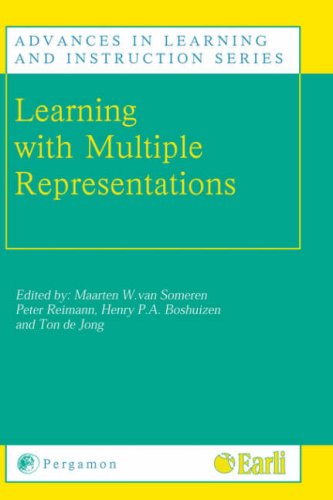 ADVANCES IN LEARNING
AND INSTRUCTION SERIES
Learning
with Multiple
Representations
Edited by: Maarten W.van Someren
Peter Reimann, Henry P.A. Boshuizen
and Ton de Jong
Pergamon
Earli